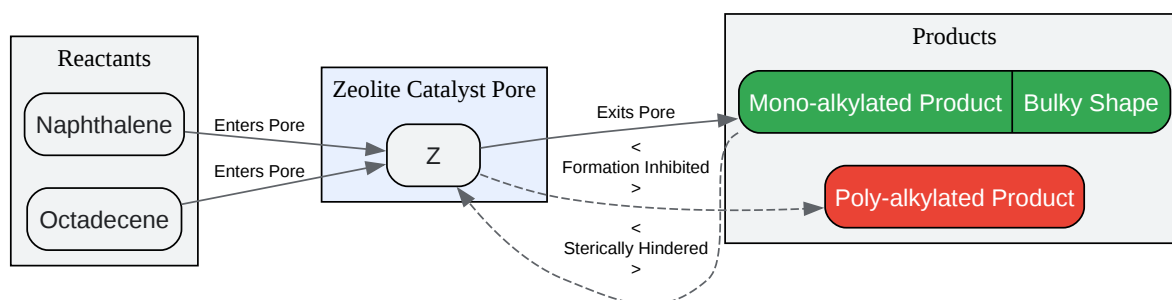 Reactants
Naphthalene
Octadecene
Enters Pore
Enters Pore
Zeolite Catalyst Pore
Z
Exits Pore
<
Formation Inhibited
>
<
Sterically Hindered
>
Products
Mono-alkylated Product
Bulky Shape
Poly-alkylated Product